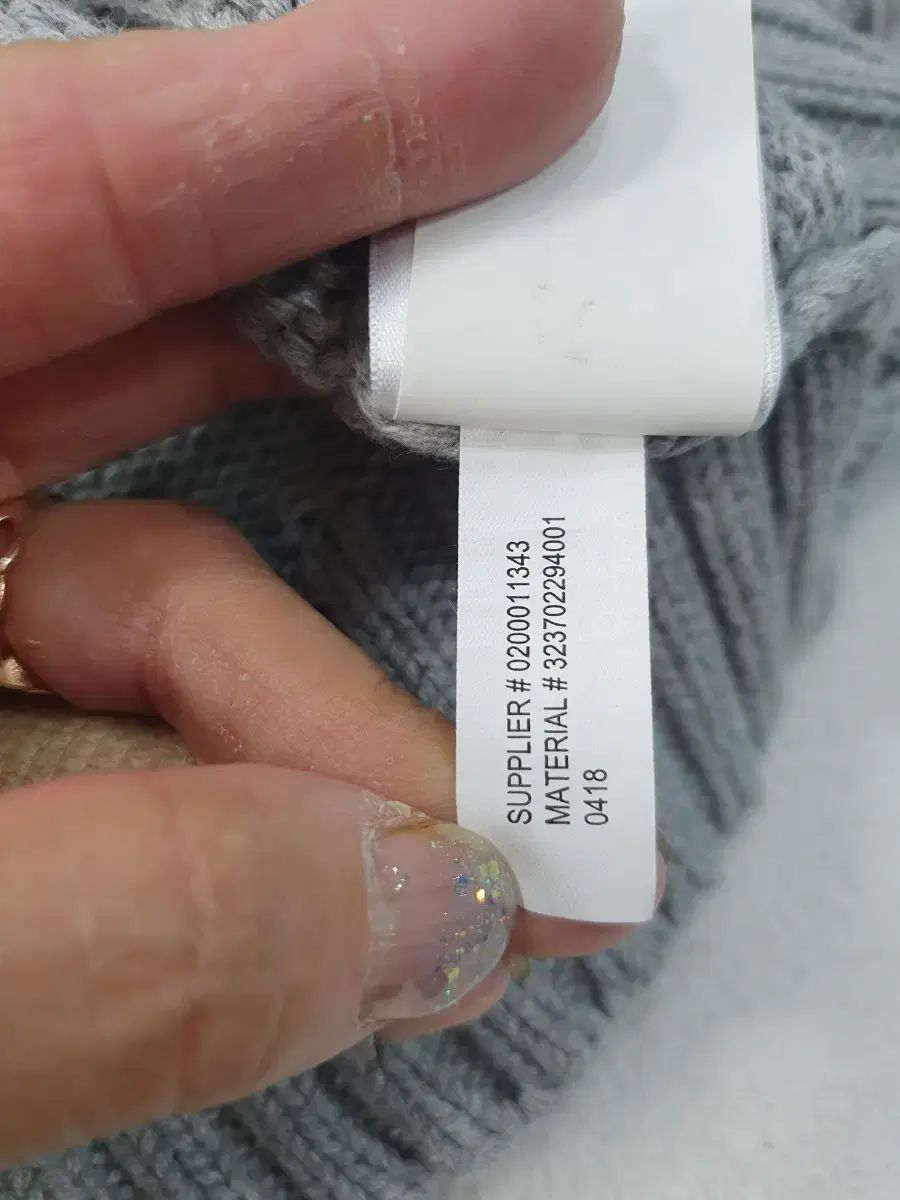 SUPPLIER # 0200011343
MATERIAL # 323702294001
0418